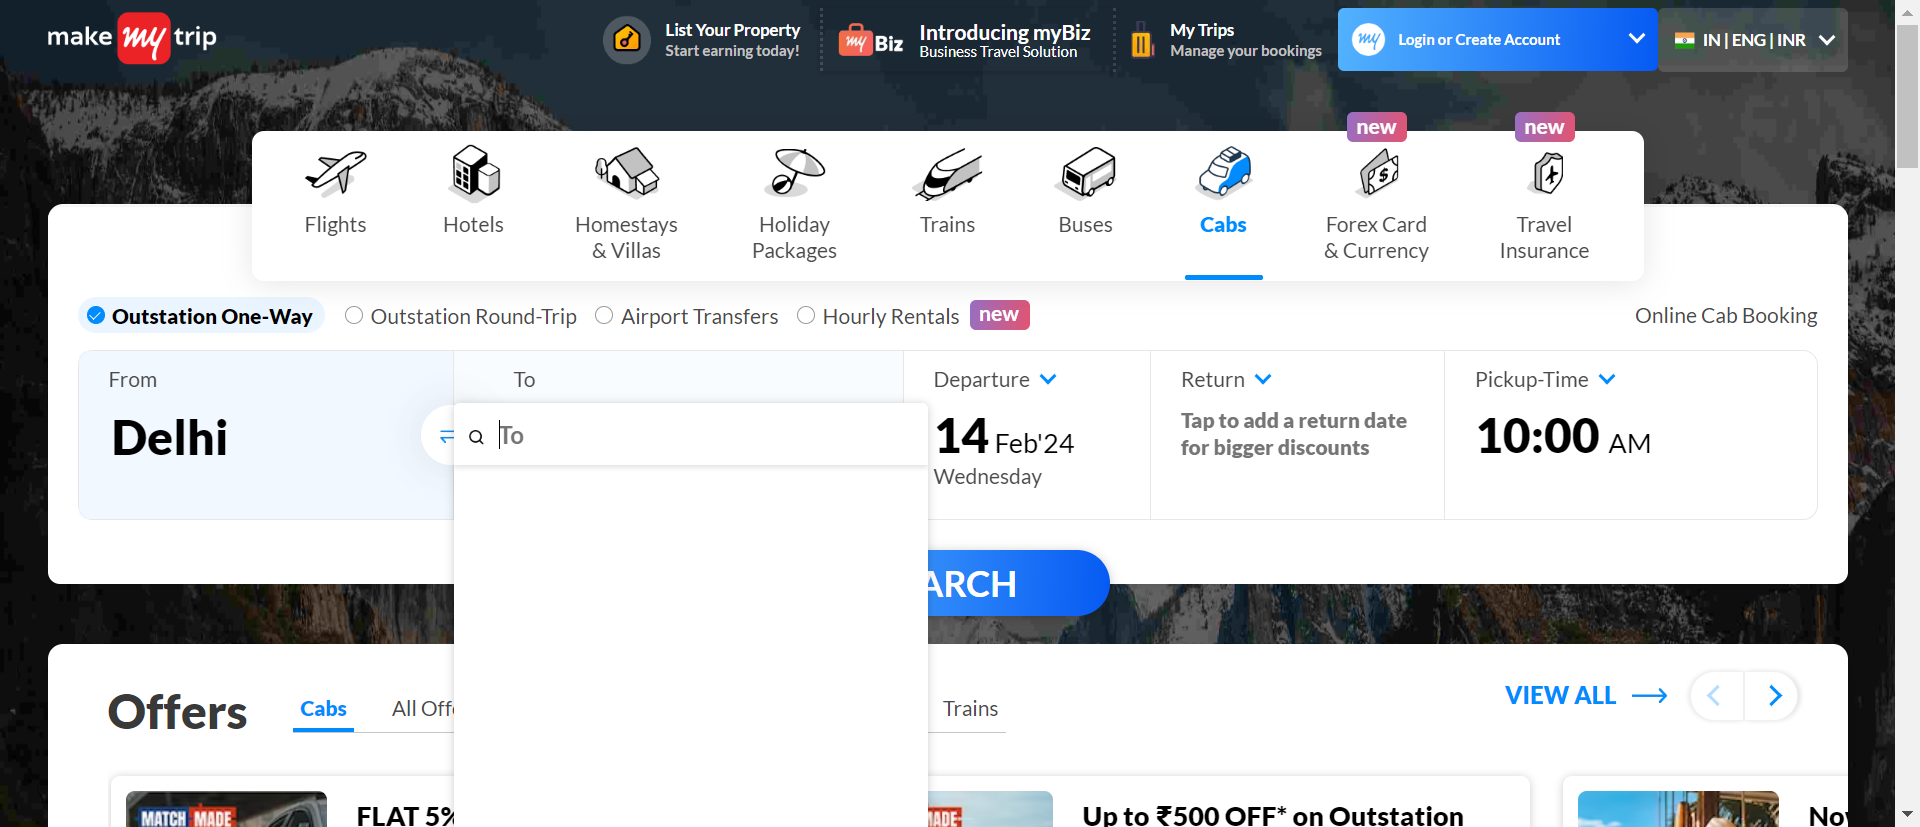 make my trip
List Your Property
Start earning today!
my Biz
Introducing myBiz
Business Travel Solution
My Trips
Manage your bookings
my
Login or Create Account
IN | ENG | INR
new
new
Flights
Hotels
Homestays
& Villas
Holiday
Packages
Trains
Buses
Cabs
Forex Card
& Currency
Travel
Insurance
Outstation One-Way
Outstation Round-Trip
Airport Transfers
Hourly Rentals
new
Online Cab Booking
From
To
Departure
Return
Pickup-Time
Delhi
To
14 Feb'24
Wednesday
Tap to add a return date
for bigger discounts
10:00 AM
ARCH
Offers
Cabs
All Off
Trains
VIEW ALL
MATCH MADE
FLAT 5%
MADE
Up to ₹500 OFF* on Outstation